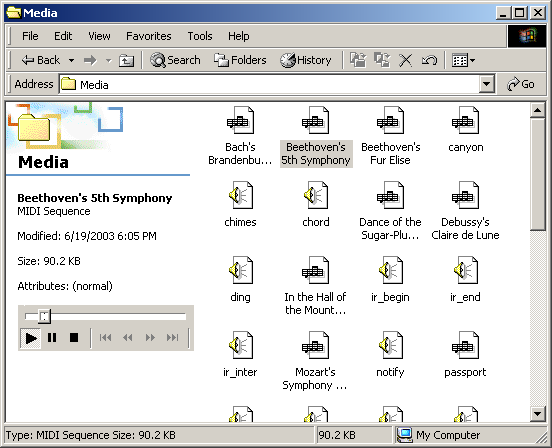 Media
File Edit View Favorites Tools Help
Back Search Folders History
Address Media Go
Media
Beethoven's 5th Symphony
MIDI Sequence
Modified: 6/19/2003 6:05 PM
Size: 90.2 KB
Attributes: (normal)
Bach's
Brandenbu...
Beethoven's
5th Symphony
Beethoven's
Fur Elise
canyon
chimes
chord
Dance of the
Sugar-Plu...
Debussy's
Claire de Lune
ding
In the Hall of
the Mount...
ir_begin
ir_end
ir_inter
Mozart's
Symphony ...
notify
passport
Type: MIDI Sequence Size: 90.2 KB 90.2 KB My Computer